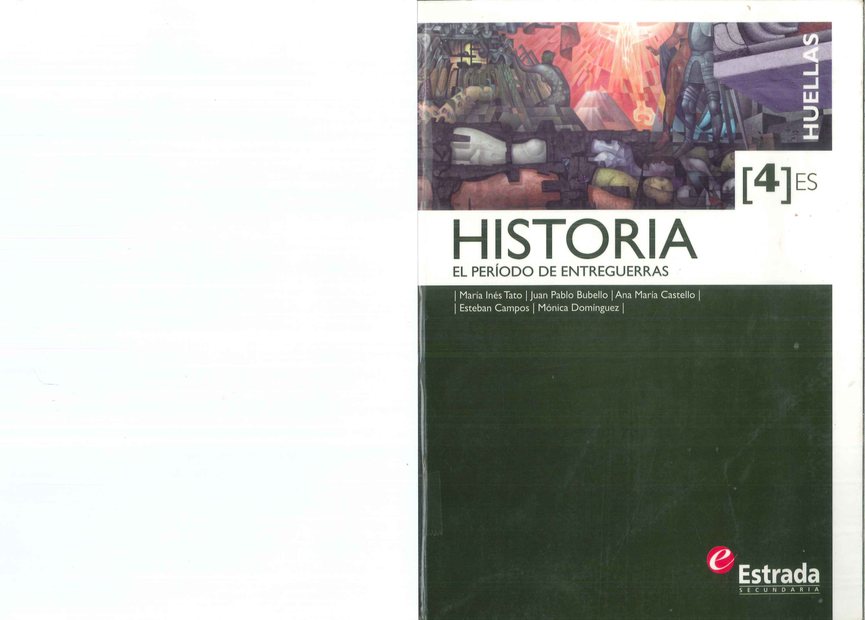 HUELLAS
[4]ES
HISTORIA
EL PERÍODO DE ENTREGUERRAS
| María Inés Tato | Juan Pablo Bubello | Ana María Castello |
| Esteban Campos | Mónica Domínguez |
e Estrada
SECUNDARIA